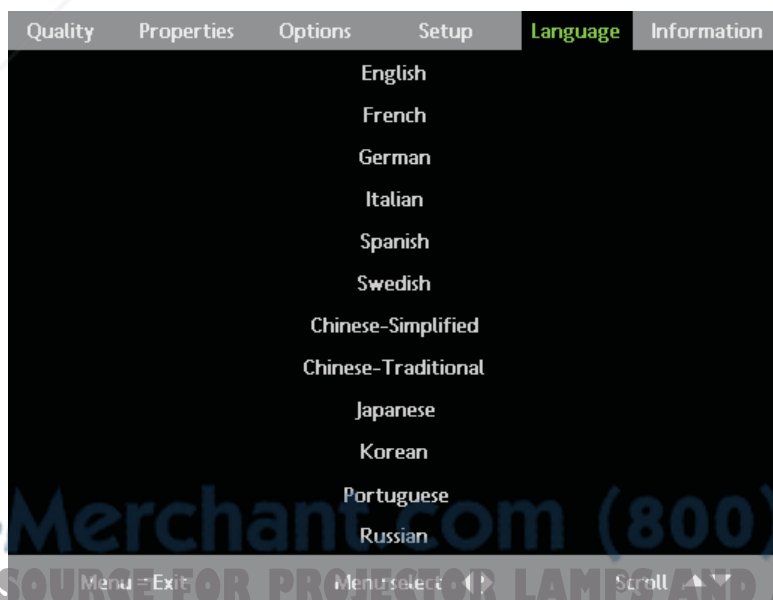 Quality Properties Options Setup Language Information
English
French
German
Italian
Spanish
Swedish
Chinese-Simplified
Chinese-Traditional
Japanese
Korean
Portuguese
Merchant.com (800)
Russian
Menu = Exit Menu select Scroll
SOURCE FOR PROJECTOR LAMPS AND